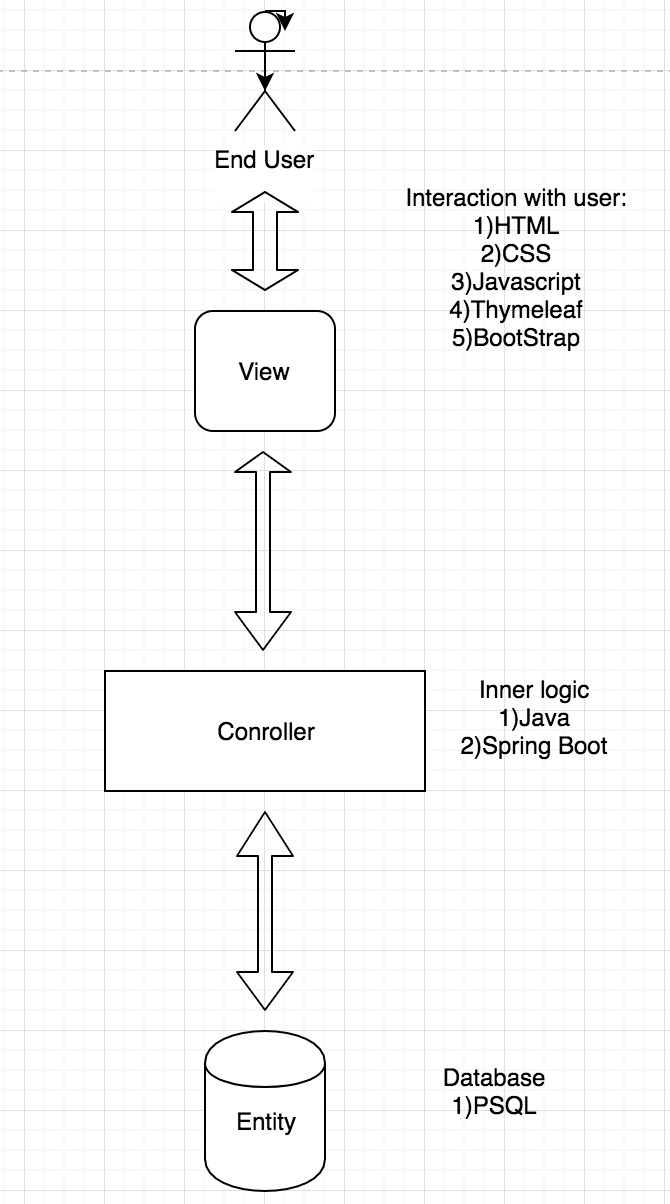 End User
Interaction with user:
1)HTML
2)CSS
3)Javascript
4)Thymeleaf
5)BootStrap
View
Conroller
Inner logic
1)Java
2)Spring Boot
Entity
Database
1)PSQL